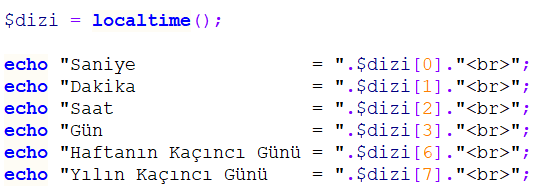 $dizi = localtime();
echo "Saniye                = ".$dizi[0]."<br>";
echo "Dakika                = ".$dizi[1]."<br>";
echo "Saat                  = ".$dizi[2]."<br>";
echo "Gün                   = ".$dizi[3]."<br>";
echo "Haftanın Kaçıncı Günü = ".$dizi[6]."<br>";
echo "Yılın Kaçıncı Günü    = ".$dizi[7]."<br>";